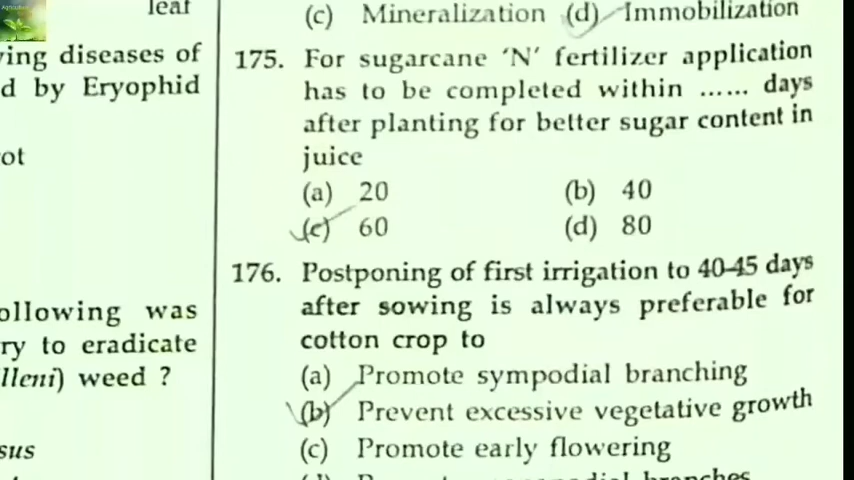 Agriculture
leaf
ving diseases of
d by Eryophid
ot
ollowing was
ry to eradicate
lleni) weed ?
sus
(c) Mineralization (d) Immobilization
175. For sugarcane 'N' fertilizer application
has to be completed within ...... days
after planting for better sugar content in
juice
(a) 20 (b) 40
(c) 60 (d) 80
176. Postponing of first irrigation to 40-45 days
after sowing is always preferable for
cotton crop to
(a) Promote sympodial branching
(b) Prevent excessive vegetative growth
(c) Promote early flowering
branches